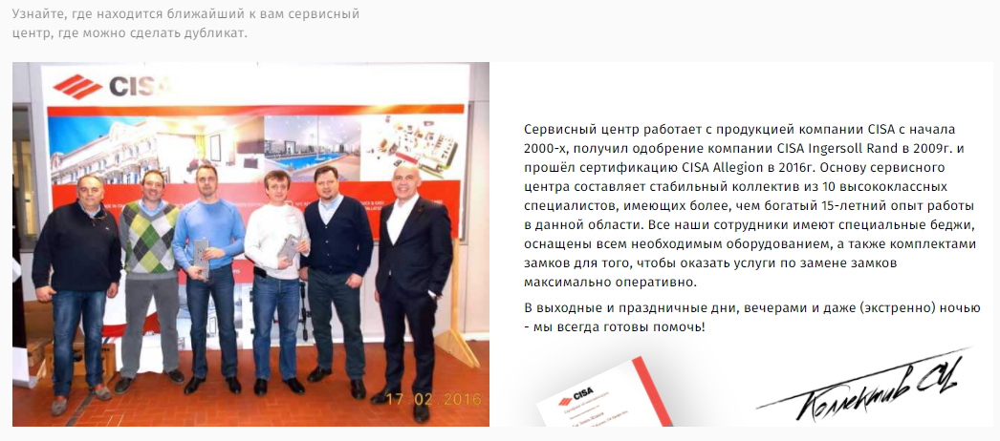 Узнайте, где находится ближайший к вам сервисный
центр, где можно сделать дубликат.
CISA
Сервисный центр работает с продукцией компании CISA с начала
2000-х, получил одобрение компании CISA Ingersoll Rand в 2009г. и
прошёл сертификацию CISA Allegion в 2016г. Основу сервисного
центра составляет стабильный коллектив из 10 высококлассных
специалистов, имеющих более, чем богатый 15-летний опыт работы
в данной области. Все наши сотрудники имеют специальные беджи,
оснащены всем необходимым оборудованием, а также комплектами
замков для того, чтобы оказать услуги по замене замков
максимально оперативно.
В выходные и праздничные дни, вечерами и даже (экстренно) ночью
- мы всегда готовы помочь!
17 02 2016
CISA
Коллектив СЦ